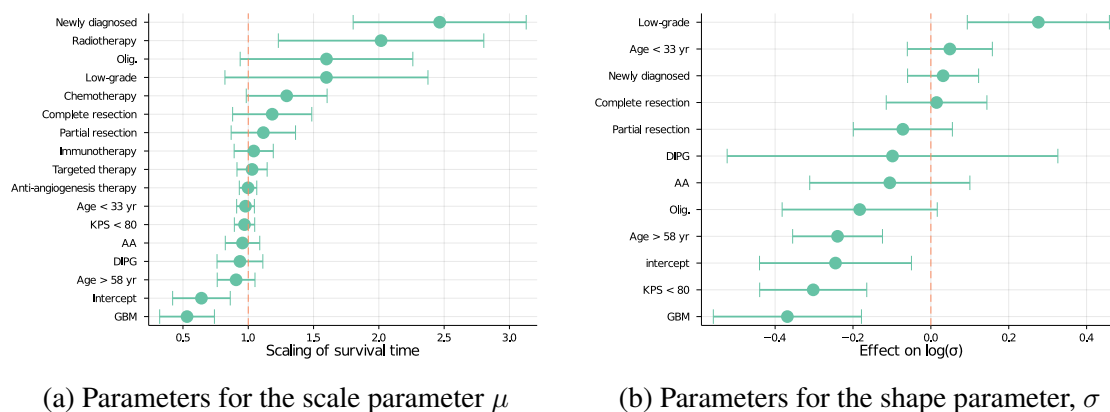 Newly diagnosed
Radiotherapy
Olig.
Low-grade
Chemotherapy
Complete resection
Partial resection
Immunotherapy
Targeted therapy
Anti-angiogenesis therapy
Age < 33 yr
KPS < 80
AA
DIPG
Age > 58 yr
Intercept
GBM
0.5 1.0 1.5 2.0 2.5 3.0
Scaling of survival time
(a) Parameters for the scale parameter μ
Low-grade
Age < 33 yr
Newly diagnosed
Complete resection
Partial resection
DIPG
AA
Olig.
Age > 58 yr
intercept
KPS < 80
GBM
−0.4 −0.2 0.0 0.2 0.4
Effect on log(σ)
(b) Parameters for the shape parameter, σ